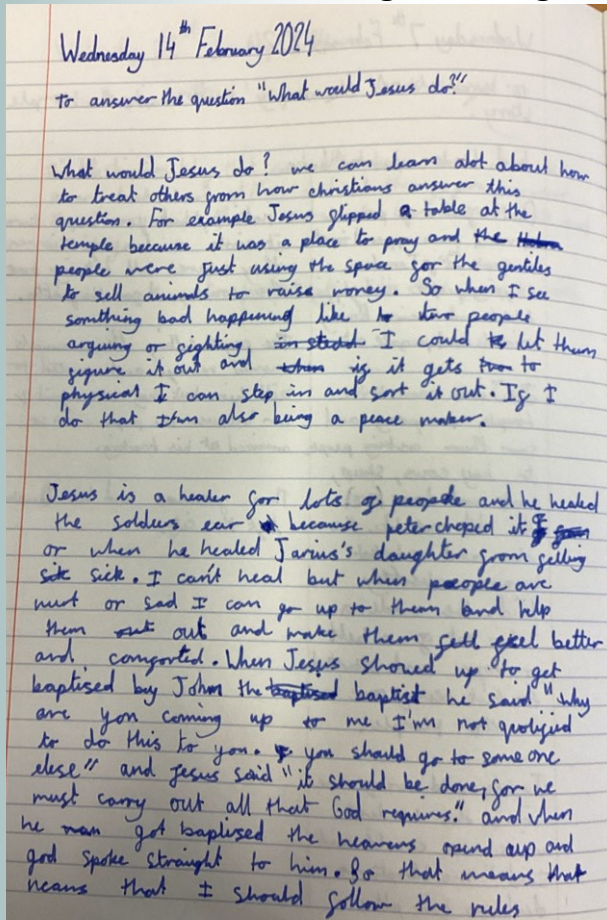 Wednesday 14th February 2024
to answer the question "What would Jesus do?"
What would Jesus do? we can learn alot about how
to treat others from how christians answer this
question. For example Jesus flipped a table at the
temple because it was a place to pray and the
people were just using the space for the gentiles
to sell animals to raise money. So when I see
somthing bad happening like two people
arguing or fighting I could let them
figure it out and if it gets to
physical I can step in and sort it out. If I
do that I'm also being a peace maker.
Jesus is a healer for lots of people and he healed
the soldiers ear because peter choped it
or when he healed Jarius's daughter from getting
sick. I can't heal but when people are
hurt or sad I can go up to them and help
them out and make them feel better
and comforted. When Jesus showed up to get
baptised by John the baptist he said "why
are you coming up to me I'm not qolified
to do this to you. you should go to some one
else" and Jesus said "it should be done, for we
must carry out all that God requires." and when
he got baptised the heavens opend up and
god spoke straight to him. So that means that
means that I should follow the rules